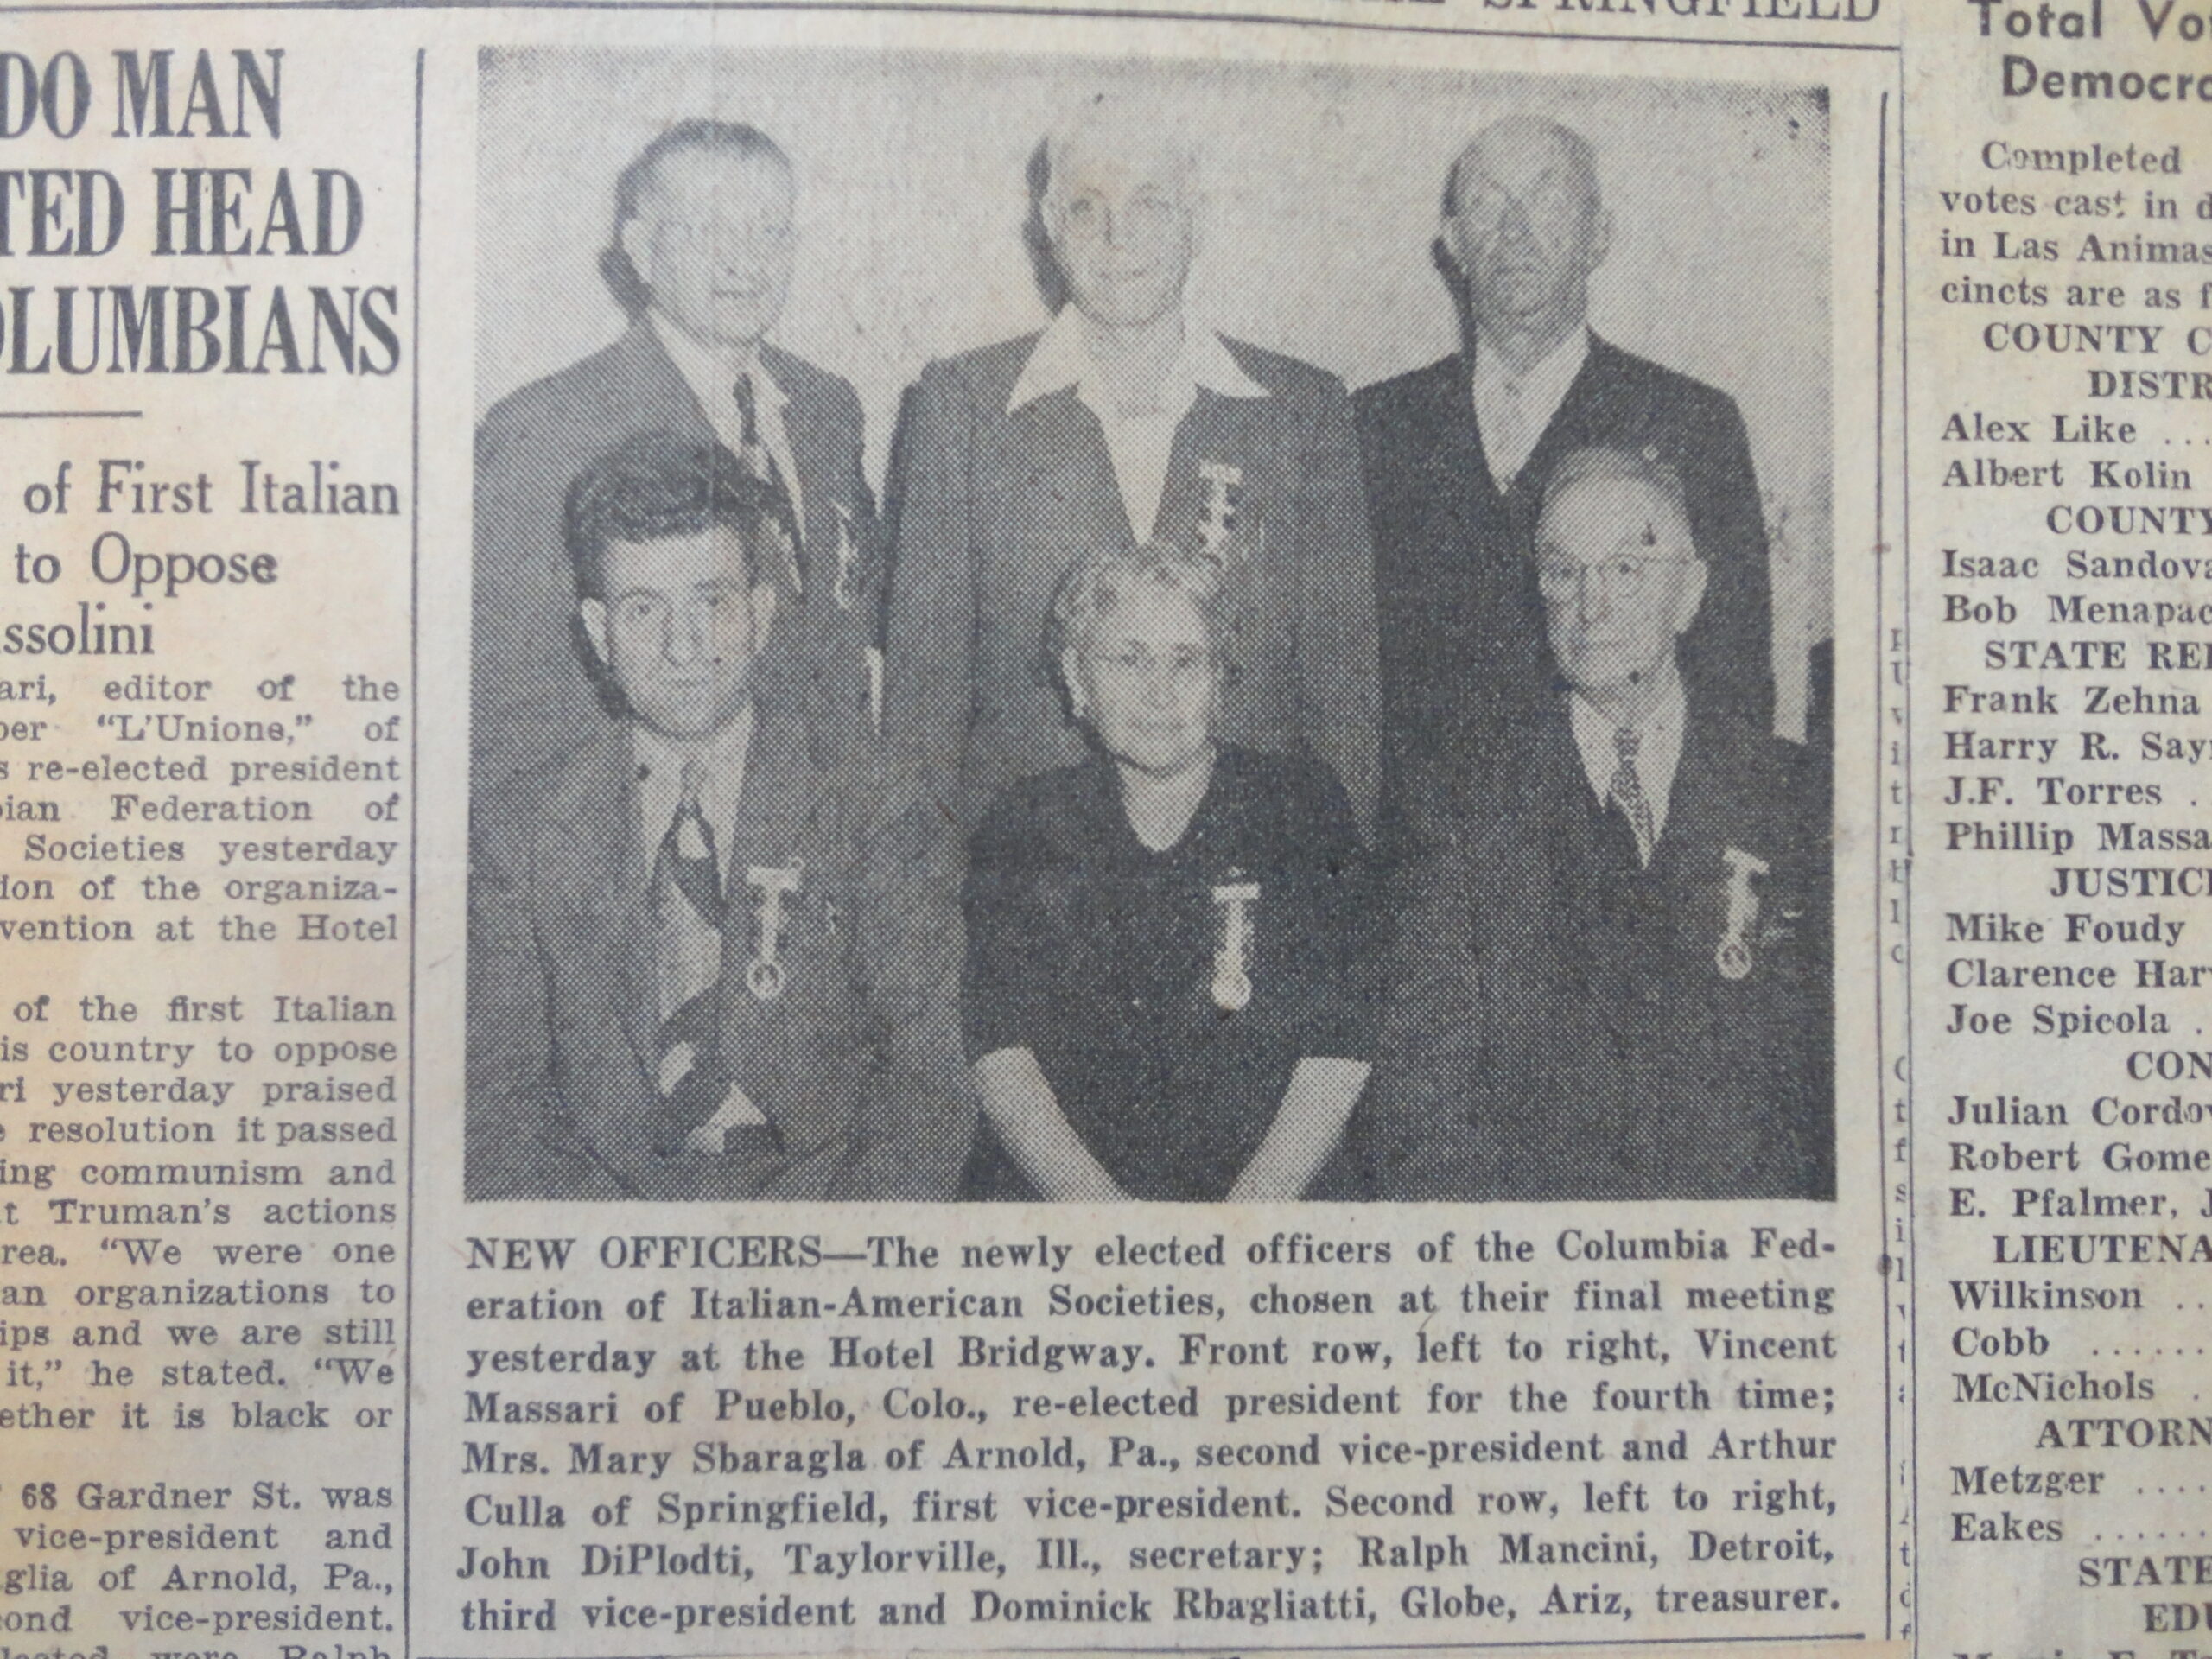 SPRINGFIELD
DO MAN
TED HEAD
OLUMBIANS
of First Italian
to Oppose
ssolini
ari, editor of the
per "L'Unione," of
s re-elected president
bian Federation of
Societies yesterday
ion of the organiza-
vention at the Hotel
of the first Italian
is country to oppose
ri yesterday praised
e resolution it passed
ing communism and
t Truman's actions
rea. "We were one
an organizations to
ips and we are still
it," he stated. "We
ether it is black or
68 Gardner St. was
vice-president and
glia of Arnold, Pa.,
cond vice-president.
lected were Ralph
NEW OFFICERS—The newly elected officers of the Columbia Fed-
eration of Italian-American Societies, chosen at their final meeting
yesterday at the Hotel Bridgway. Front row, left to right, Vincent
Massari of Pueblo, Colo., re-elected president for the fourth time;
Mrs. Mary Sbaragla of Arnold, Pa., second vice-president and Arthur
Culla of Springfield, first vice-president. Second row, left to right,
John DiPlodti, Taylorville, Ill., secretary; Ralph Mancini, Detroit,
third vice-president and Dominick Rbagliatti, Globe, Ariz, treasurer.
Total Vo
Democra
Completed
votes cast in d
in Las Animas
cincts are as f
COUNTY C
DISTR
Alex Like ...
Albert Kolin
COUNTY
Isaac Sandova
Bob Menapac
STATE REP
Frank Zehna
Harry R. Say
J.F. Torres .
Phillip Massa
JUSTIC
Mike Foudy
Clarence Har
Joe Spicola .
CON
Julian Cordov
Robert Gome
E. Pfalmer, J
LIEUTENA
Wilkinson ..
Cobb ......
McNichols .
ATTORN
Metzger ....
Eakes ......
STATE
EDU